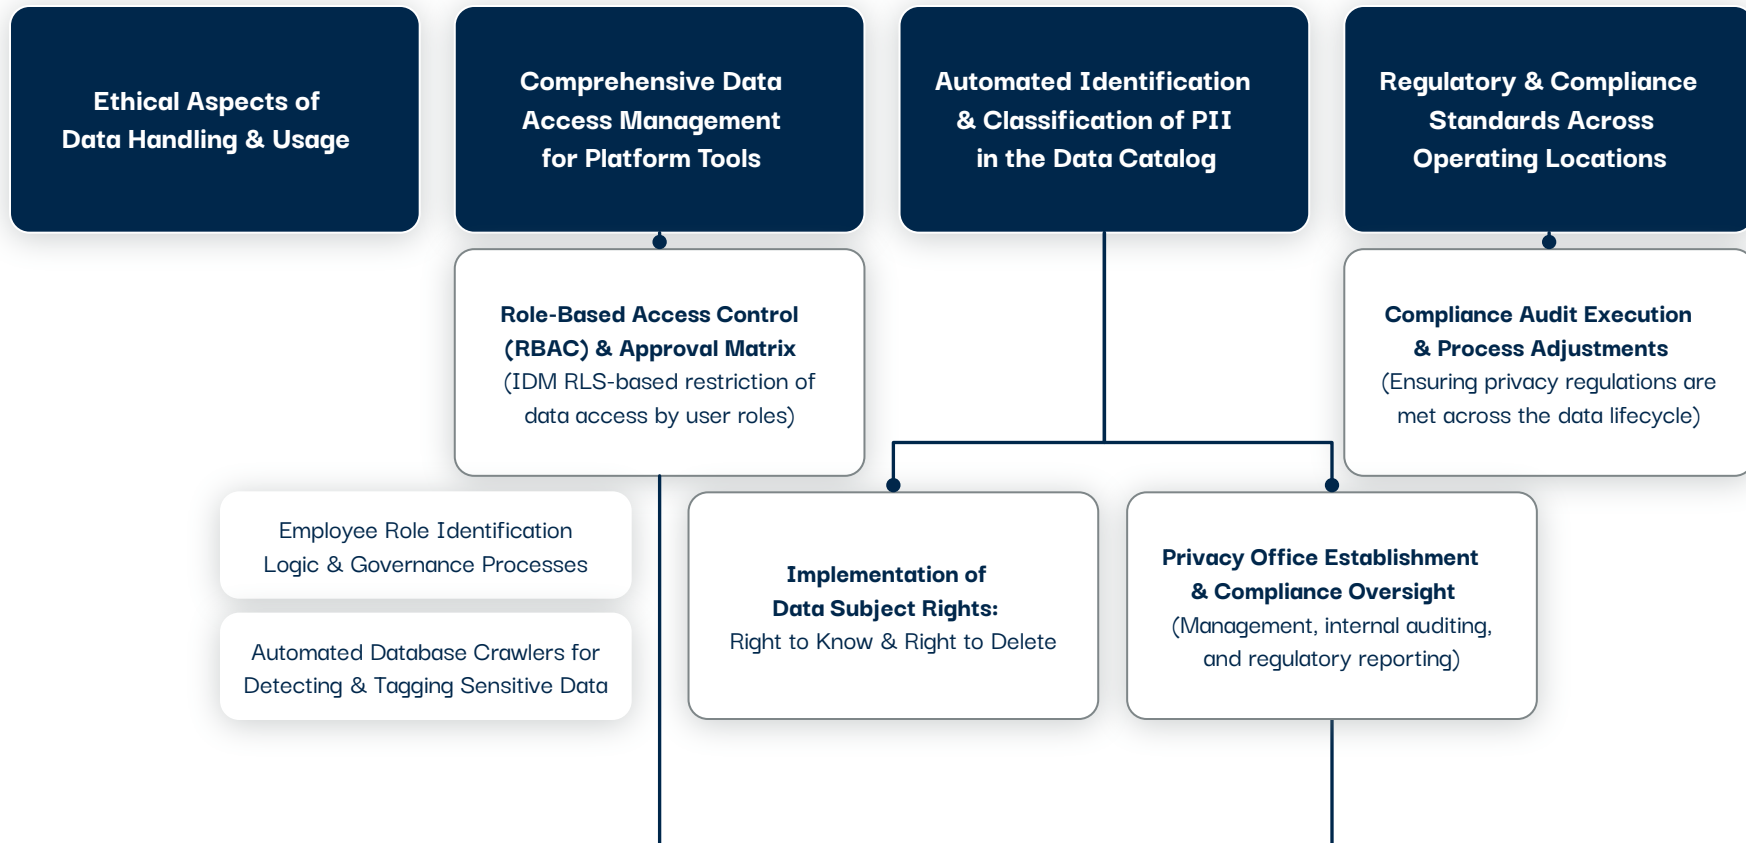 Ethical Aspects of
Data Handling & Usage
Comprehensive Data
Access Management
for Platform Tools
Automated Identification
& Classification of PII
in the Data Catalog
Regulatory & Compliance
Standards Across
Operating Locations
Role-Based Access Control
(RBAC) & Approval Matrix
(IDM RLS-based restriction of
data access by user roles)
Compliance Audit Execution
& Process Adjustments
(Ensuring privacy regulations are
met across the data lifecycle)
Employee Role Identification
Logic & Governance Processes
Automated Database Crawlers for
Detecting & Tagging Sensitive Data
Implementation of
Data Subject Rights:
Right to Know & Right to Delete
Privacy Office Establishment
& Compliance Oversight
(Management, internal auditing,
and regulatory reporting)